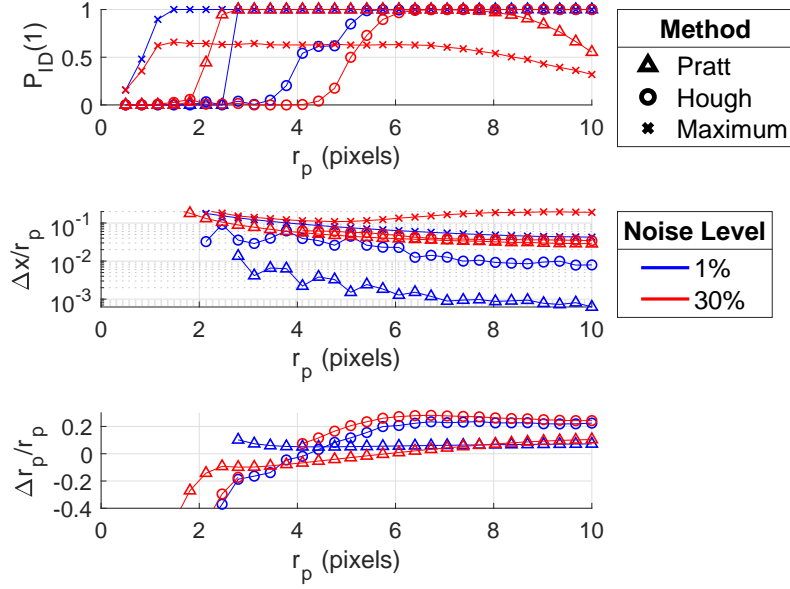 P_ID(1)
1
0.5
0
0 2 4 6 8 10
r_p (pixels)
Method
Pratt
Hough
Maximum
Δx/r_p
10^-1
10^-2
10^-3
0 2 4 6 8 10
r_p (pixels)
Noise Level
1%
30%
Δr_p/r_p
0.2
0
-0.2
-0.4
0 2 4 6 8 10
r_p (pixels)